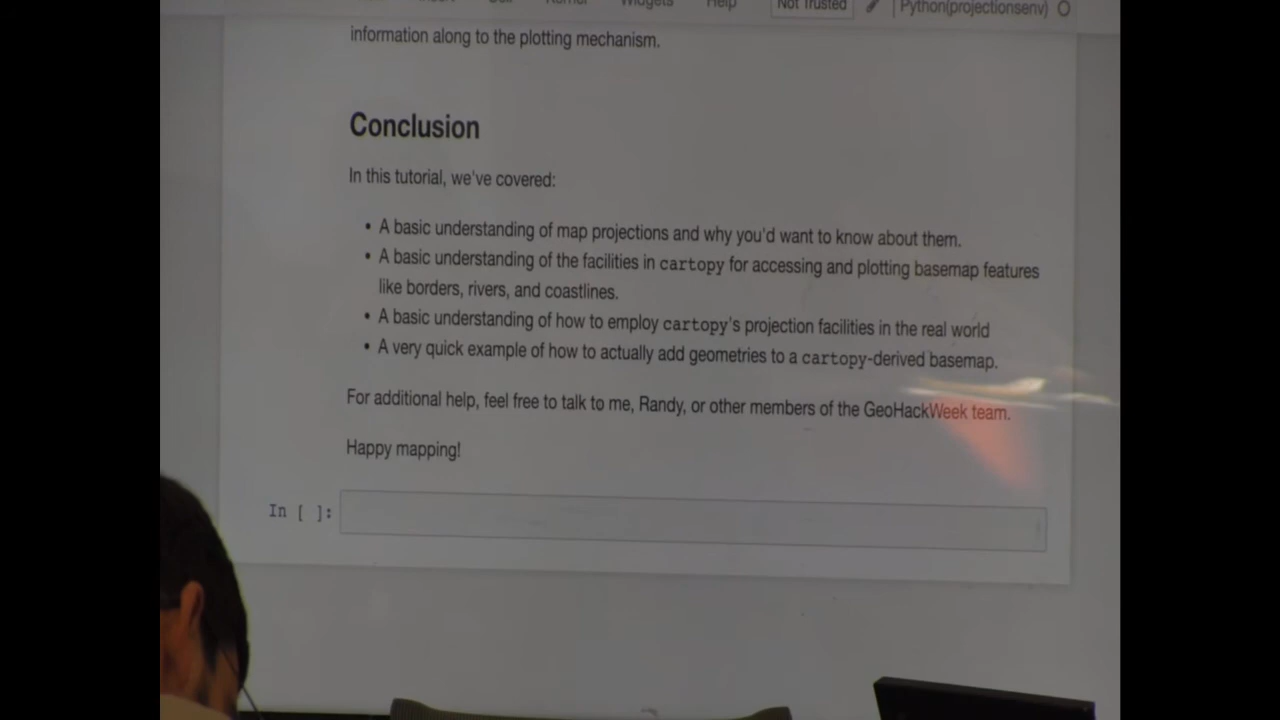 Widgets Help Not Trusted Python(projectionsenv)
information along to the plotting mechanism.
Conclusion
In this tutorial, we've covered:
• A basic understanding of map projections and why you'd want to know about them.
• A basic understanding of the facilities in cartopy for accessing and plotting basemap features
like borders, rivers, and coastlines.
• A basic understanding of how to employ cartopy's projection facilities in the real world
• A very quick example of how to actually add geometries to a cartopy-derived basemap.
For additional help, feel free to talk to me, Randy, or other members of the GeoHackWeek team.
Happy mapping!
In [ ]: